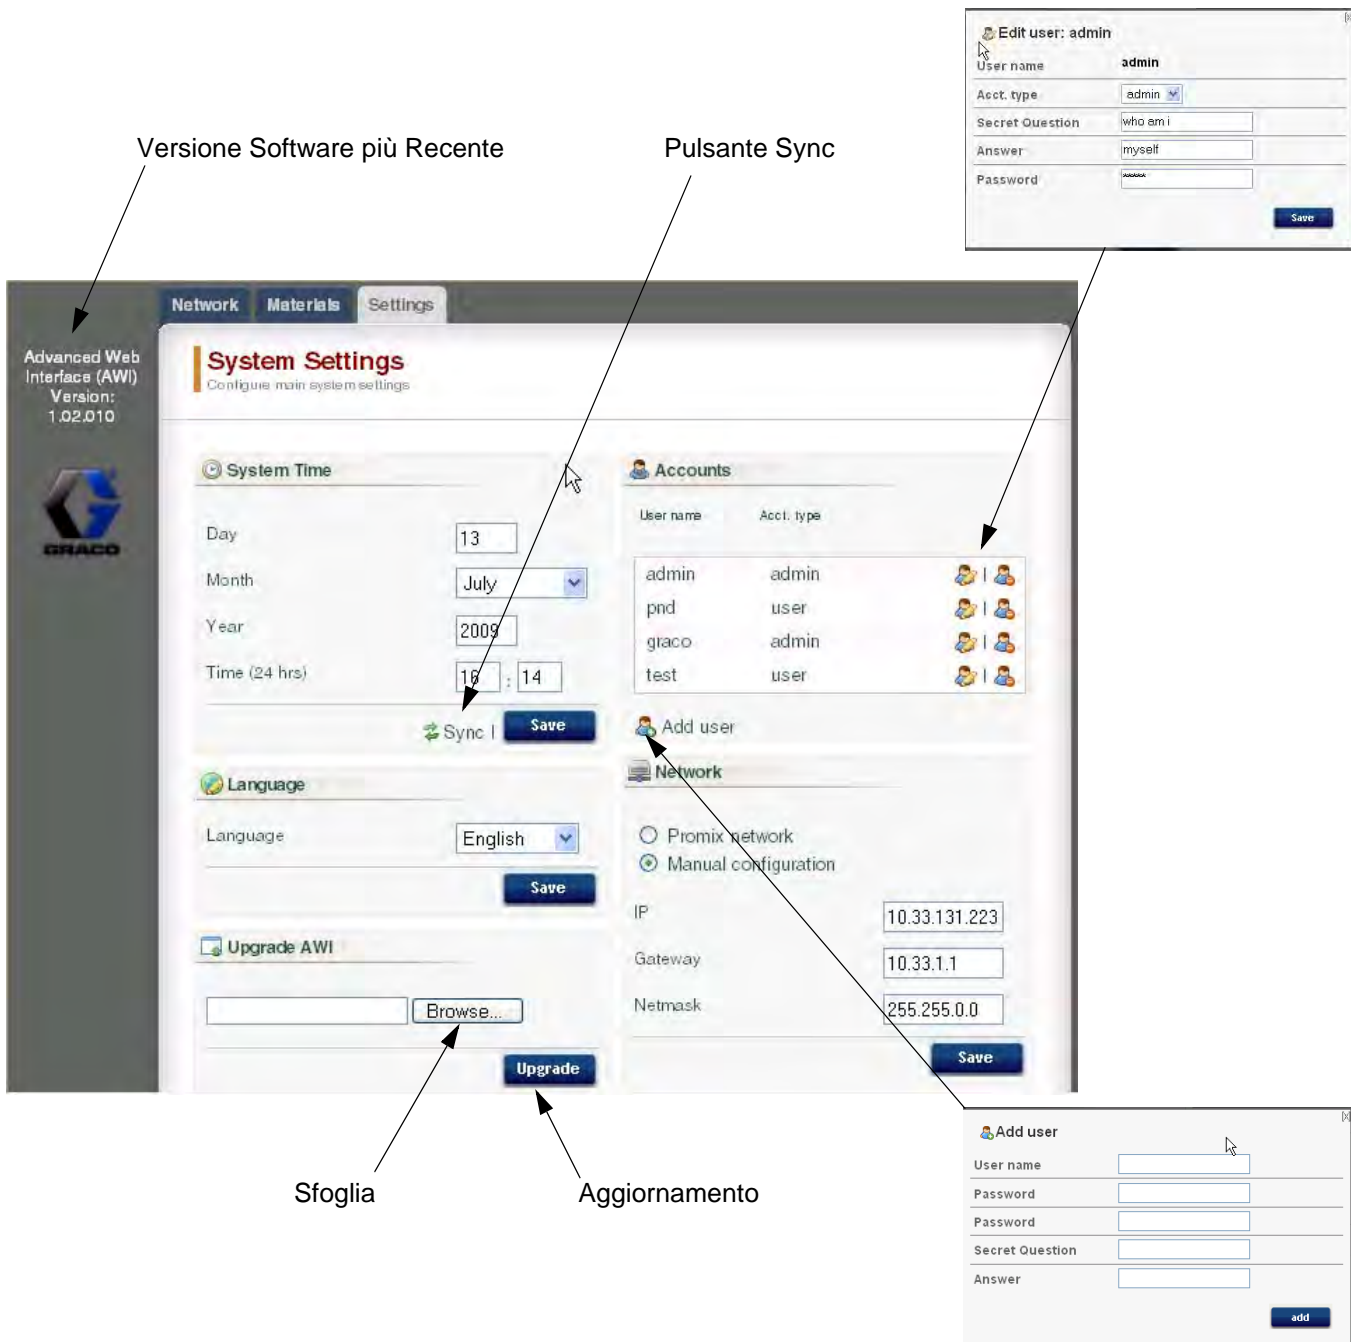 [X]
Edit user: admin
User name admin
Acct. type admin
Secret Question who am i
Answer myself
Password *****
Save
Versione Software più Recente
Pulsante Sync
Network Materials Settings
Advanced Web
Interface (AWI)
Version:
1.02.010
GRACO
System Settings
Configure main system settings
System Time
Day 13
Month July
Year 2009
Time (24 hrs) 16 : 14
Sync | Save
Language
Language English
Save
Upgrade AWI
Browse...
Upgrade
Accounts
User name Acct. type
admin admin |
pnd user |
graco admin |
test user |
Add user
Network
Promix network
Manual configuration
IP 10.33.131.223
Gateway 10.33.1.1
Netmask 255.255.0.0
Save
Sfoglia
Aggiornamento
[X]
Add user
User name
Password
Password
Secret Question
Answer
add